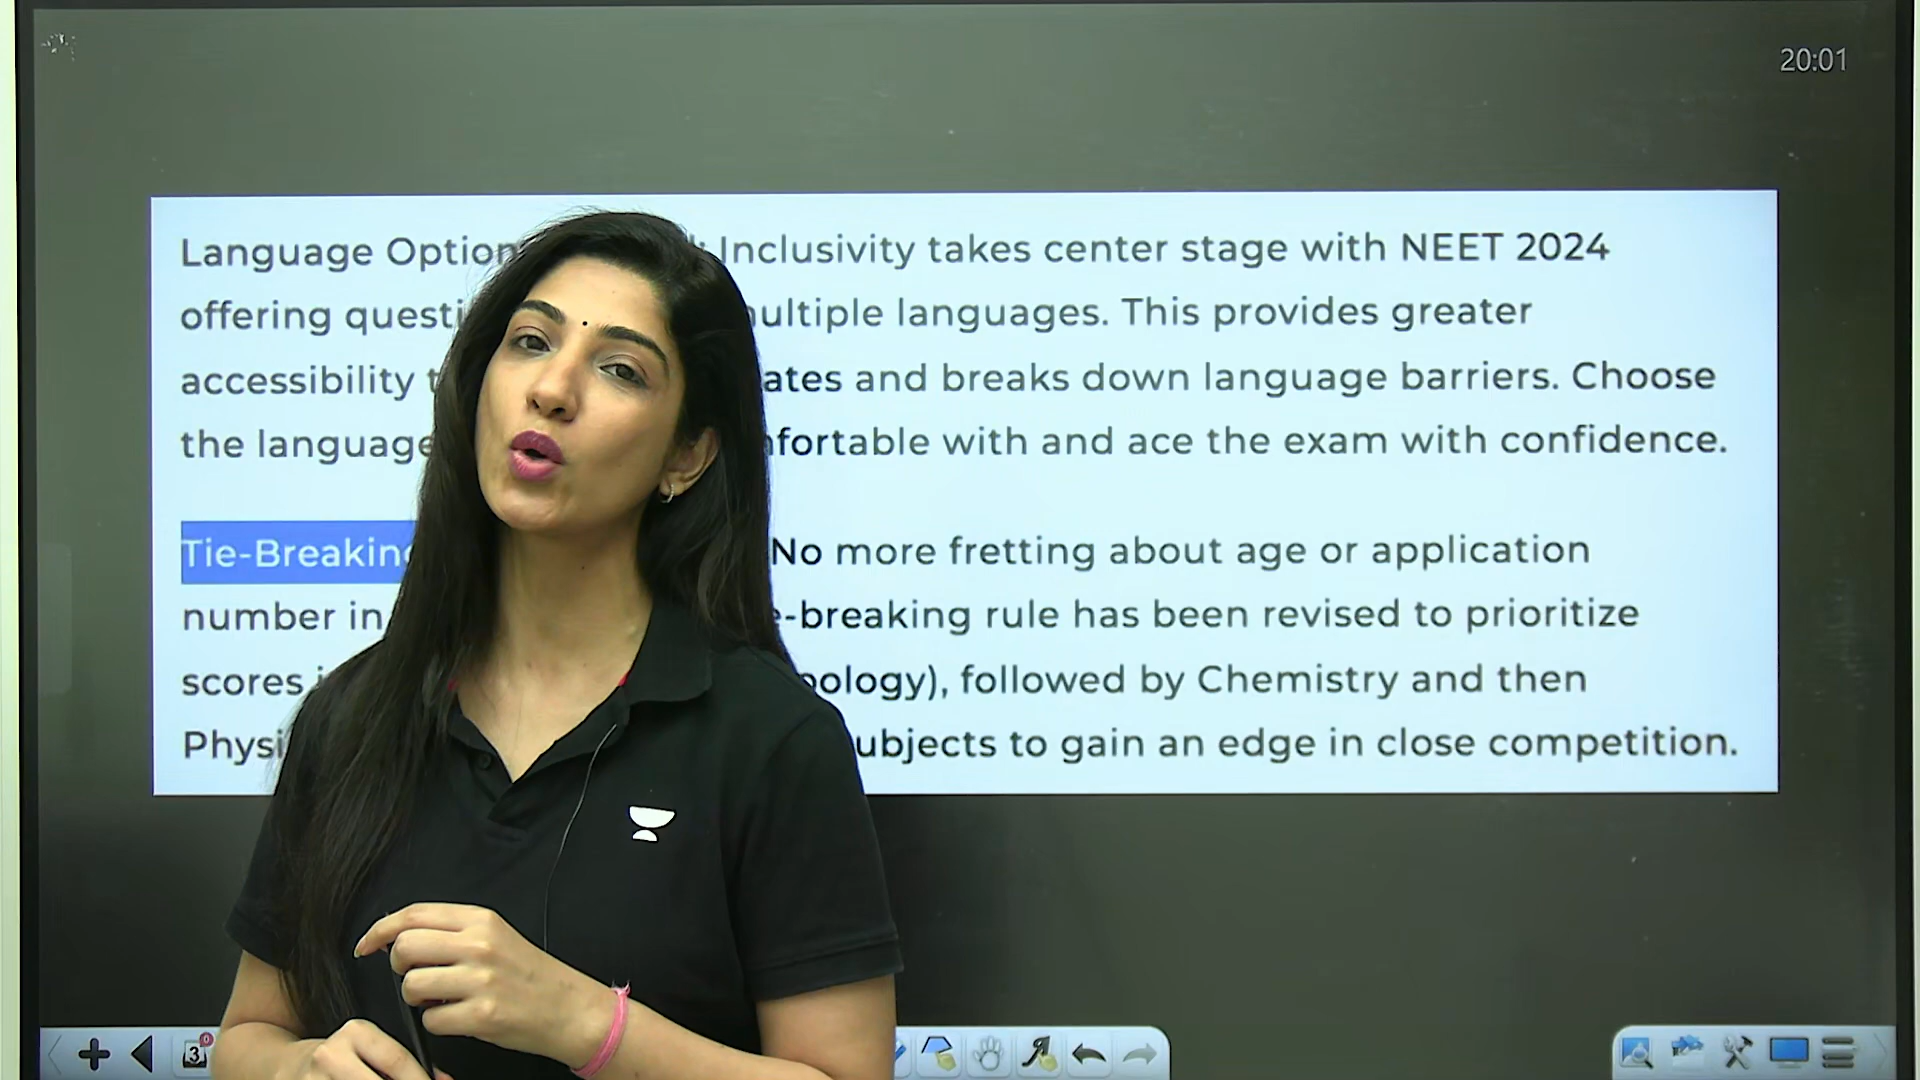 20:01
Language Option Inclusivity takes center stage with NEET 2024
offering questi ultiple languages. This provides greater
accessibility t ates and breaks down language barriers. Choose
the language fortable with and ace the exam with confidence.
Tie-Breaking No more fretting about age or application
number in -breaking rule has been revised to prioritize
scores ology), followed by Chemistry and then
Physi ubjects to gain an edge in close competition.
3